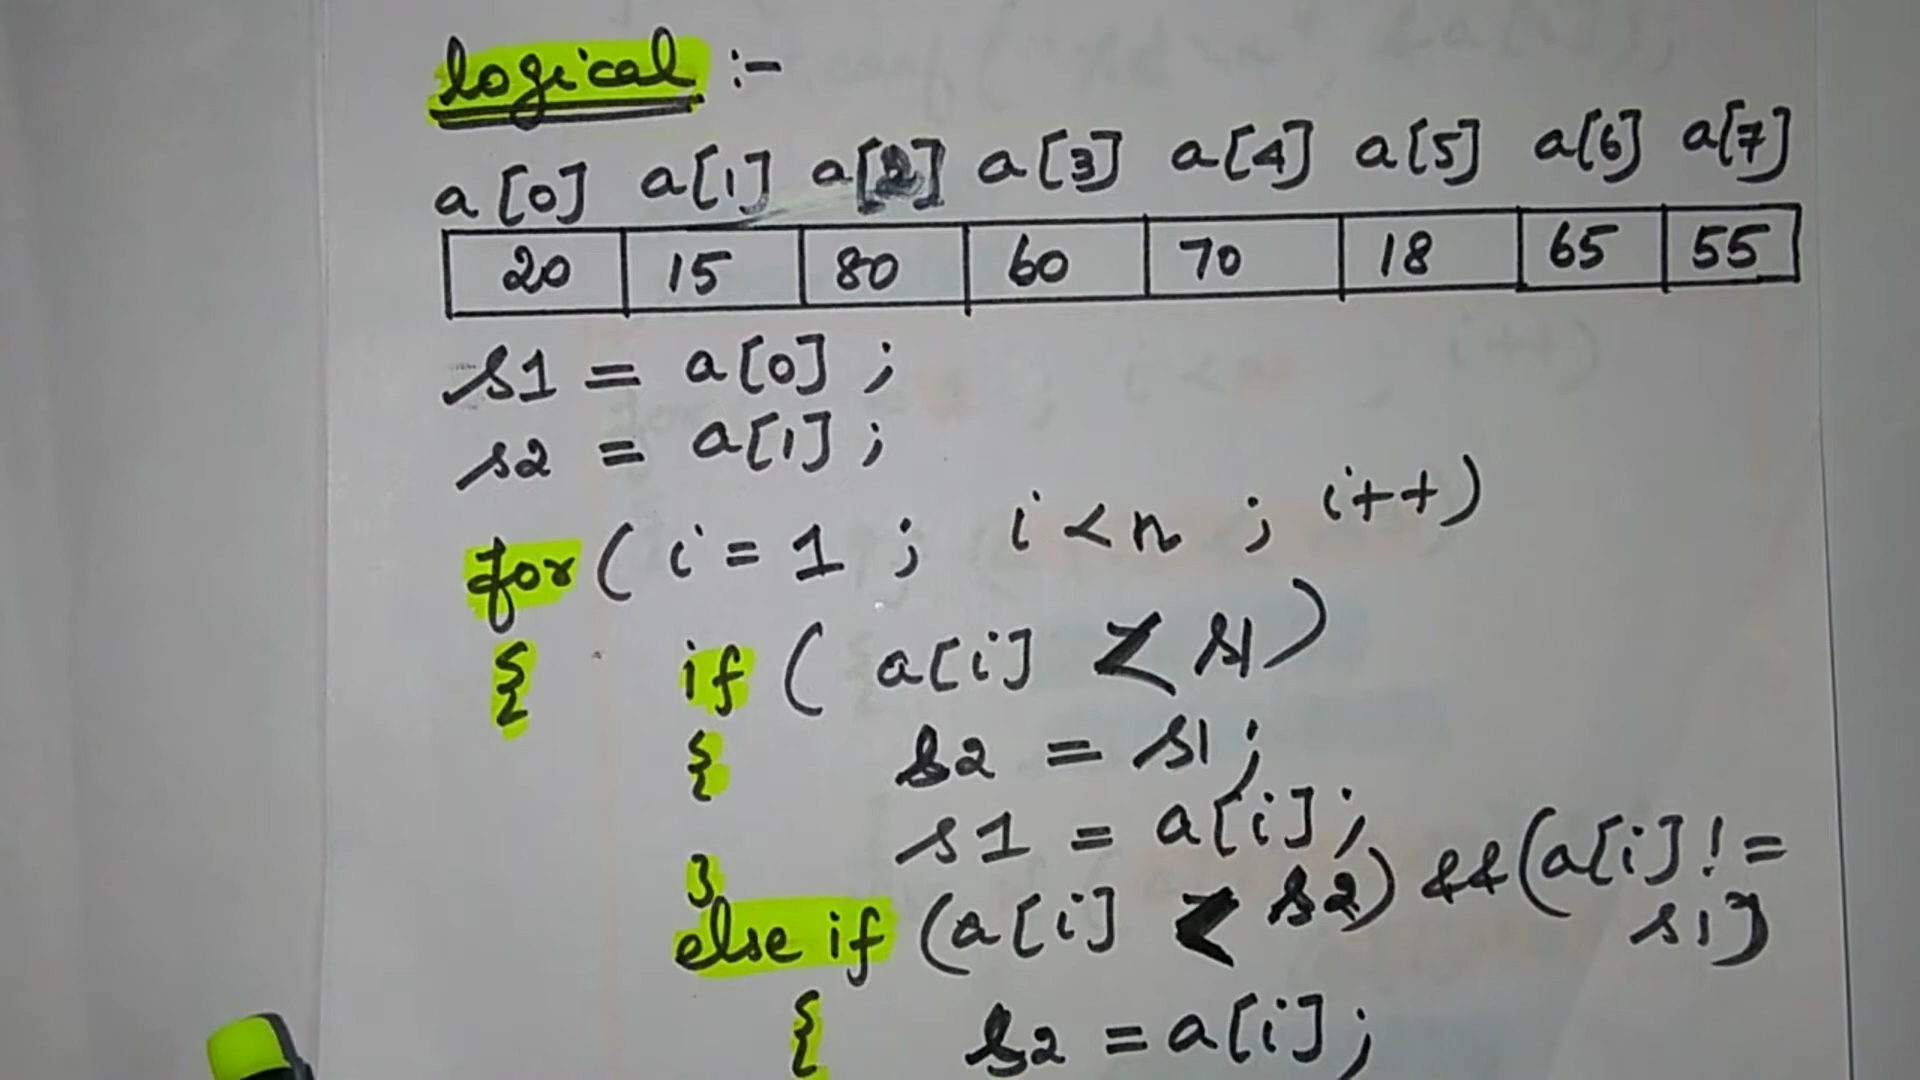 logical :-
a[0] a[1] a[2] a[3] a[4] a[5] a[6] a[7]
20 15 80 60 70 18 65 55
s1 = a[0] ;
s2 = a[1] ;
for ( i = 1 ; i < n ; i++)
{ if ( a[i] < s1)
{ s2 = s1;
s1 = a[i];
}
else if (a[i] < s2) && (a[i] !=
s1)
{ s2 = a[i];